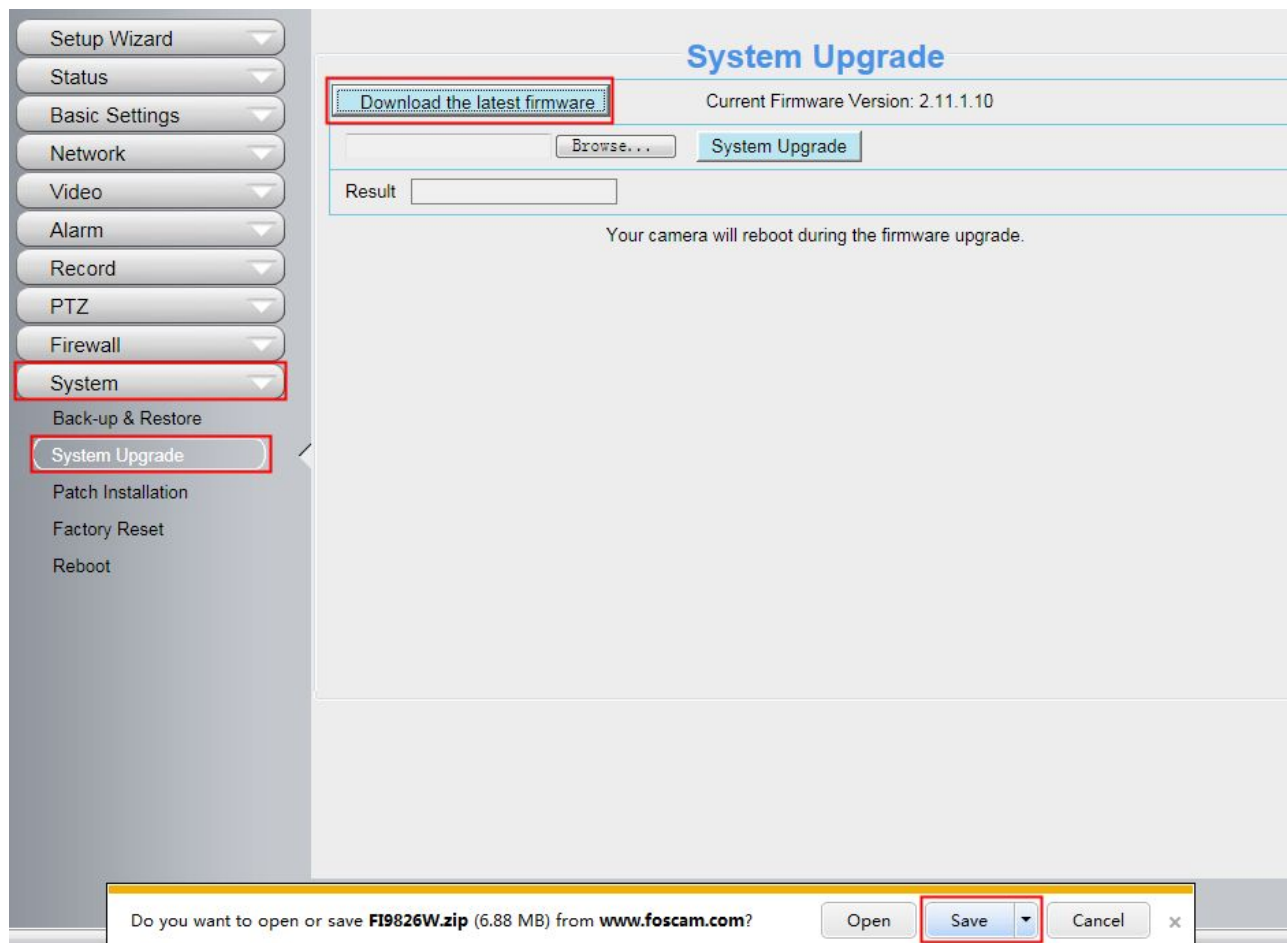 Setup Wizard
Status
Basic Settings
Network
Video
Alarm
Record
PTZ
Firewall
System
Back-up & Restore
System Upgrade
Patch Installation
Factory Reset
Reboot
System Upgrade
Download the latest firmware Current Firmware Version: 2.11.1.10
Browse... System Upgrade
Result
Your camera will reboot during the firmware upgrade.
Do you want to open or save FI9826W.zip (6.88 MB) from www.foscam.com? Open Save Cancel ×